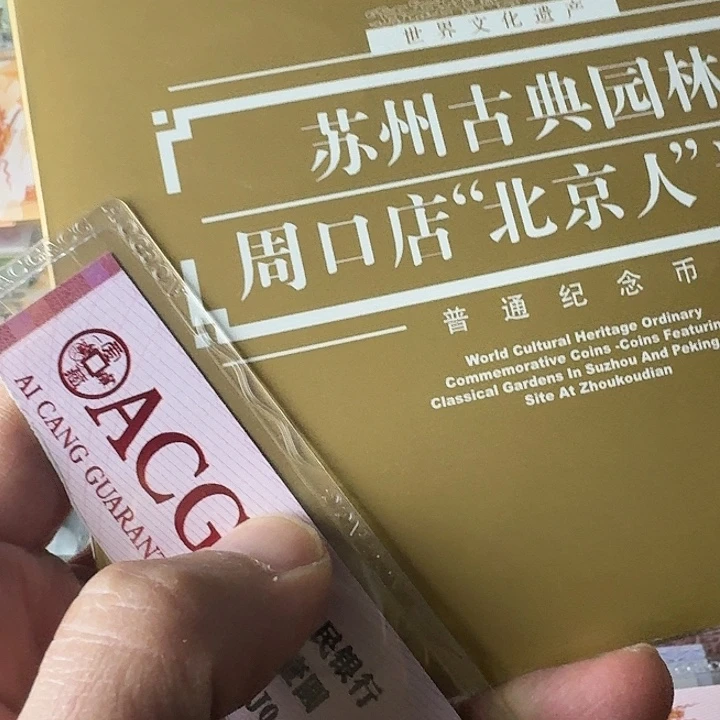 世界文化遗产
苏州古典园林
周口店“北京人”
普通纪念币
World Cultural Heritage Ordinary
Commemorative Coins -Coins Featuring
Classical Gardens In Suzhou And Peking
Site At Zhoukoudian
ACG
AI CANG GUARANT
民银行